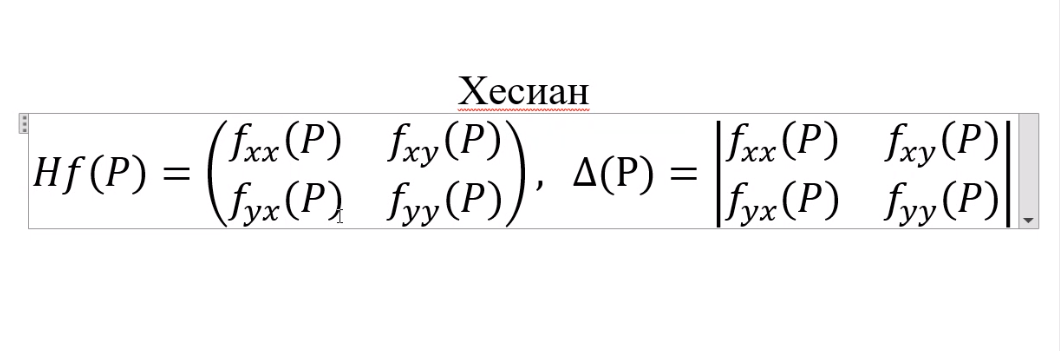 Хесиан
Hf(P) = (f_xx(P) f_xy(P)
f_yx(P) f_yy(P)), Δ(P) = |f_xx(P) f_xy(P)
f_yx(P) f_yy(P)|